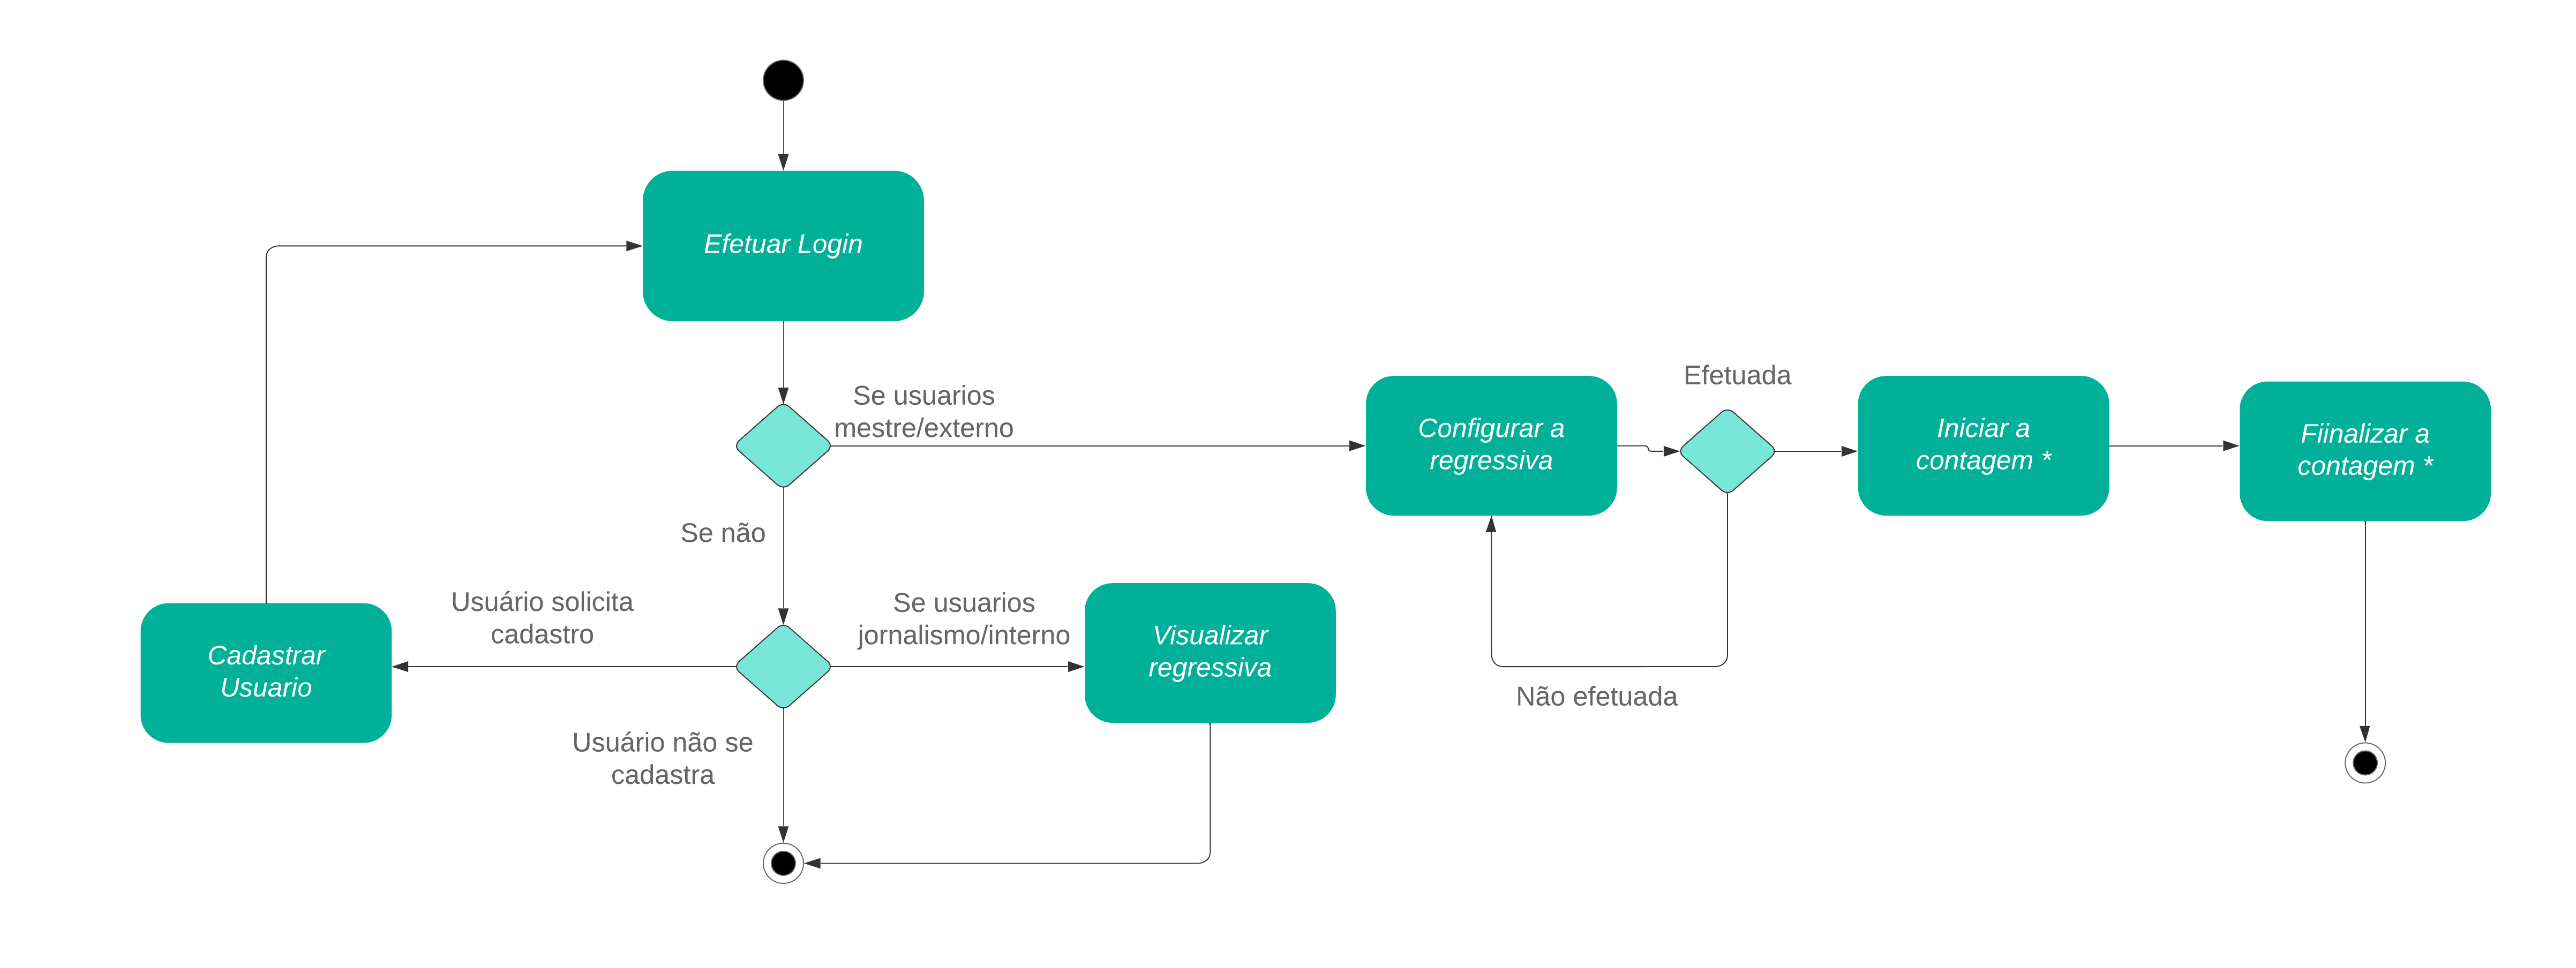 Efetuar Login
Se usuarios
mestre/externo
Configurar a
regressiva
Efetuada
Iniciar a
contagem *
Fiinalizar a
contagem *
Se não
Usuário solicita
cadastro
Se usuarios
jornalismo/interno
Visualizar
regressiva
Cadastrar
Usuario
Não efetuada
Usuário não se
cadastra